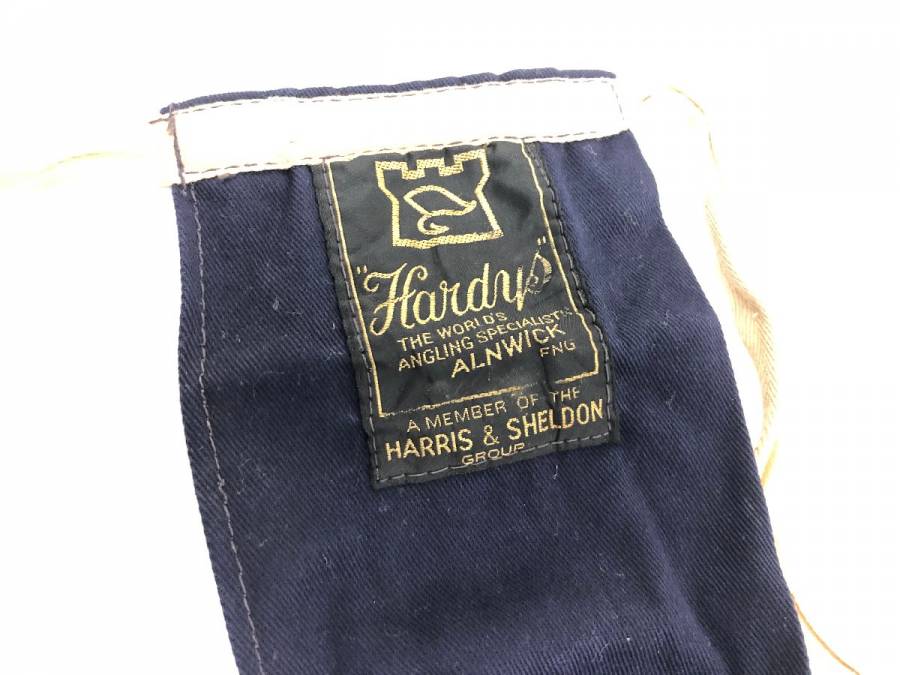 "Hardy's"
THE WORLD'S
ANGLING SPECIALISTS
ALNWICK
ENG
A MEMBER OF THE
HARRIS & SHELDON
GROUP